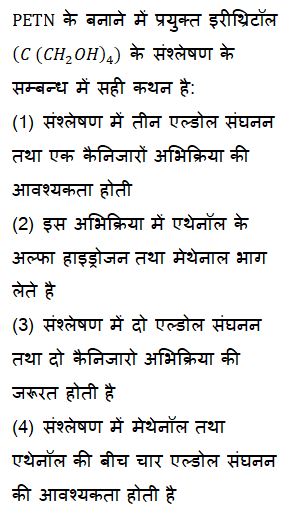 PETN के बनाने में प्रयुक्त इरीथ्रिटॉल
(C (CH₂OH)₄) के संश्लेषण के
सम्बन्ध में सही कथन है:
(1) संश्लेषण में तीन एल्डोल संघनन
तथा एक कैनिजारों अभिक्रिया की
आवश्यकता होती
(2) इस अभिक्रिया में एथेनॉल के
अल्फा हाइड्रोजन तथा मेथेनाल भाग
लेते है
(3) संश्लेषण में दो एल्डोल संघनन
तथा दो कैनिजारो अभिक्रिया की
जरूरत होती है
(4) संश्लेषण में मेथेनॉल तथा
एथेनॉल की बीच चार एल्डोल संघनन
की आवश्यकता होती है